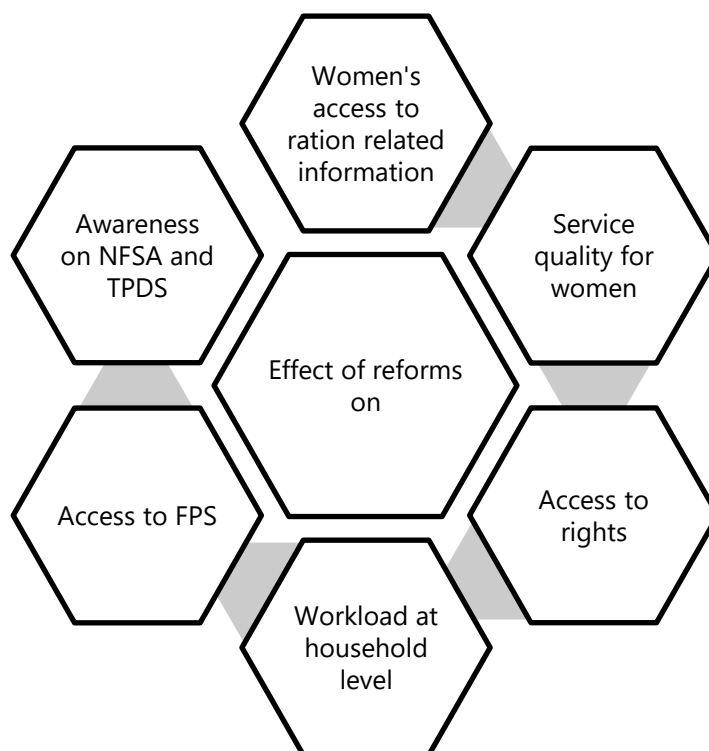 Women's
access to
ration related
information
Awareness
on NFSA and
TPDS
Service
quality for
women
Effect of reforms
on
Access to FPS
Access to
rights
Workload at
household
level